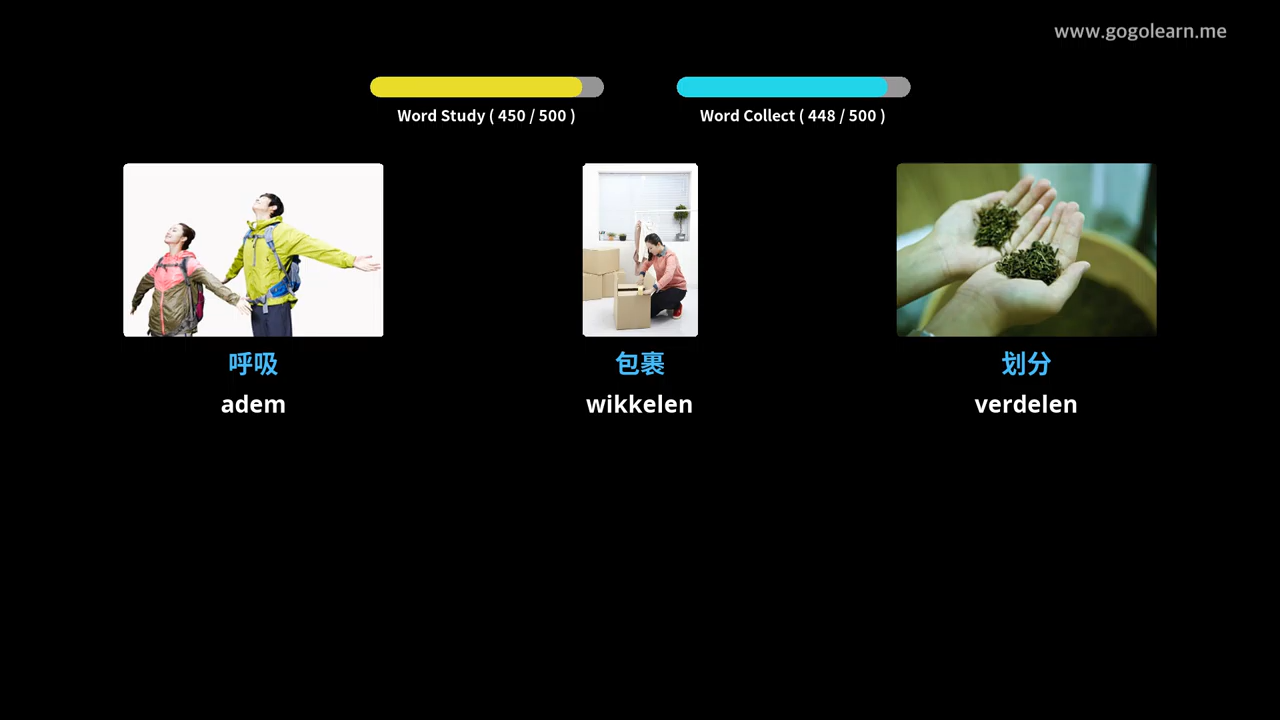 www.gogolearn.me
Word Study ( 450 / 500 )
Word Collect ( 448 / 500 )
呼吸
adem
包裹
wikkelen
划分
verdelen